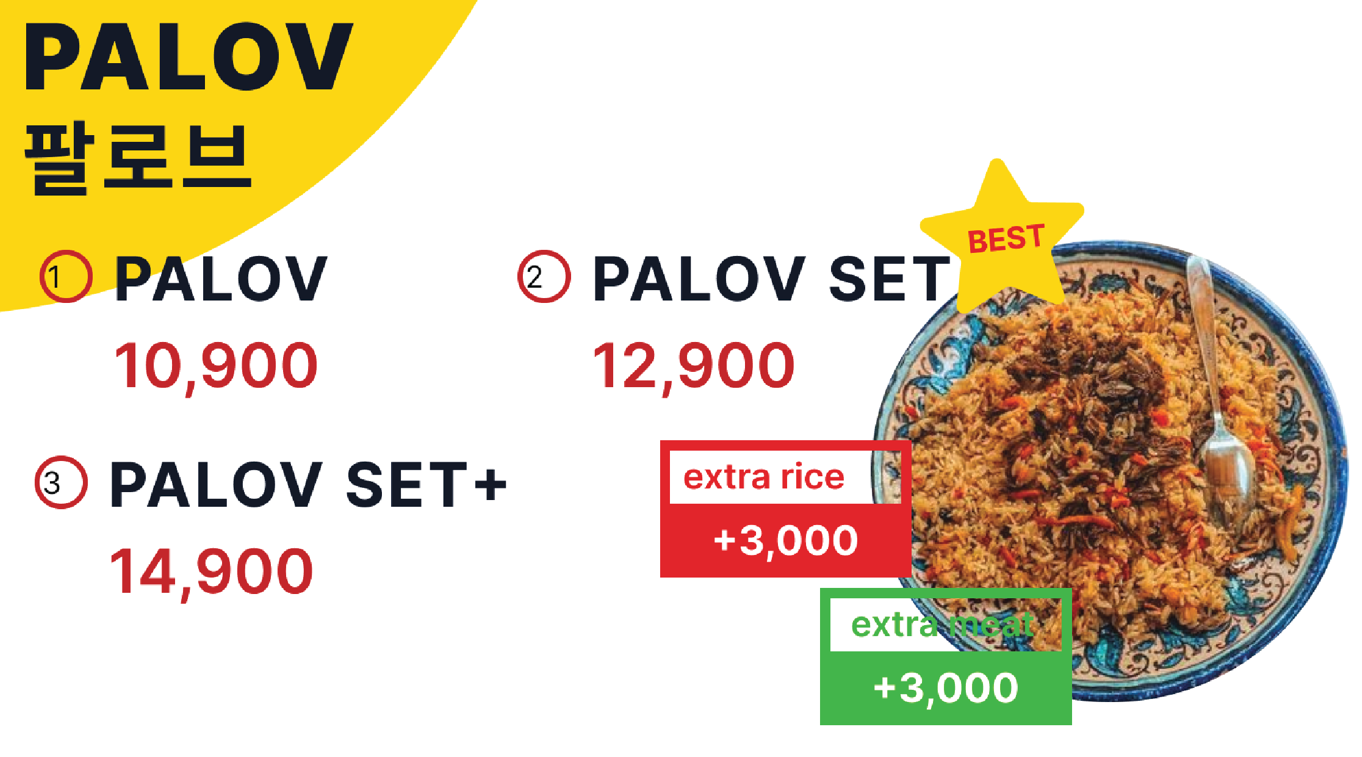 PALOV
팔로브
1 PALOV
10,900
2 PALOV SET
12,900
BEST
3 PALOV SET+
14,900
extra rice
+3,000
extra meat
+3,000